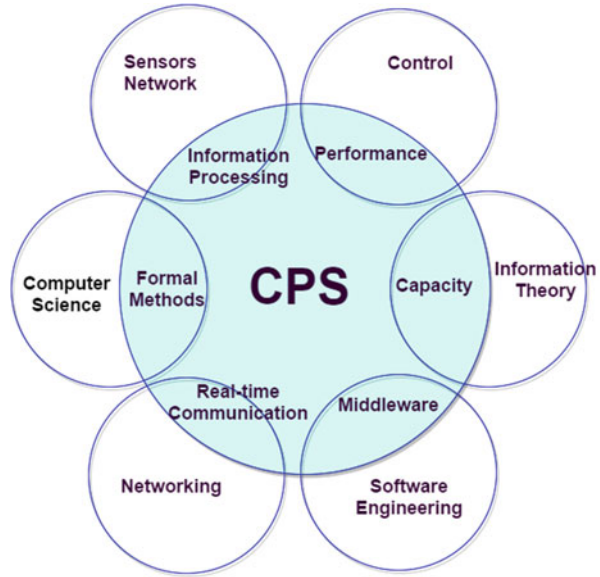 Sensors
Network
Control
Information
Processing
Performance
Computer
Science
Formal
Methods
CPS
Capacity
Information
Theory
Real-time
Communication
Middleware
Networking
Software
Engineering